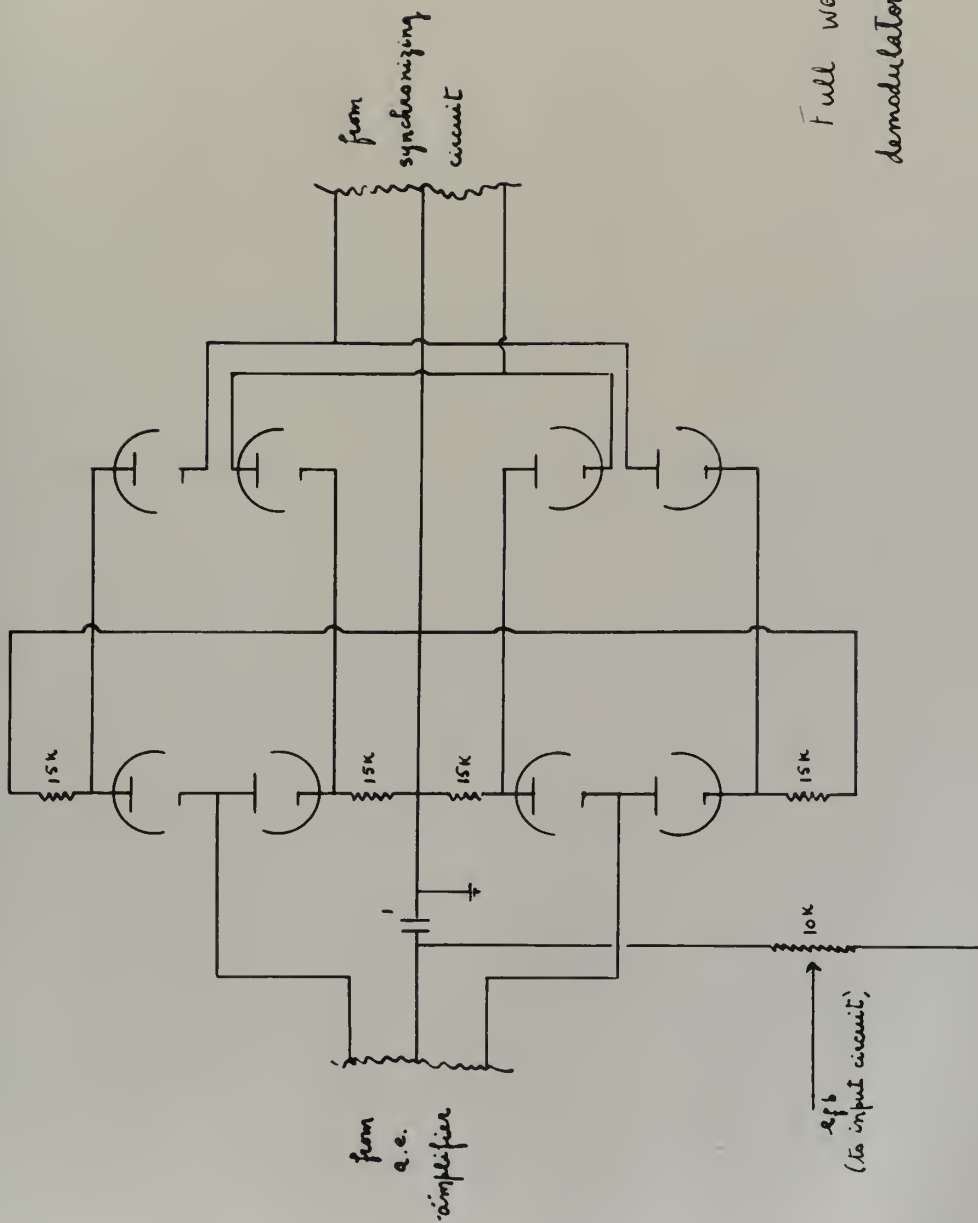 from
a.c.
amplifier
15K
15K
15K
15K
1
from
synchronizing
circuit
10K
efb
(to input circuit)
Full wa
demodulator